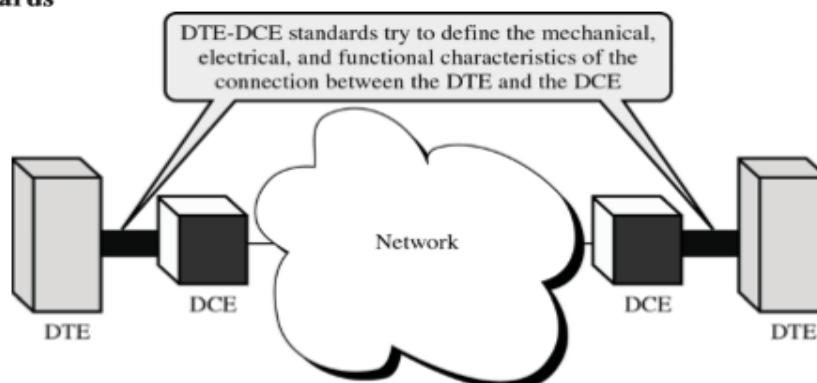 DTE-DCE standards try to define the mechanical,
electrical, and functional characteristics of the
connection between the DTE and the DCE
Network
DCE
DCE
DTE
DTE